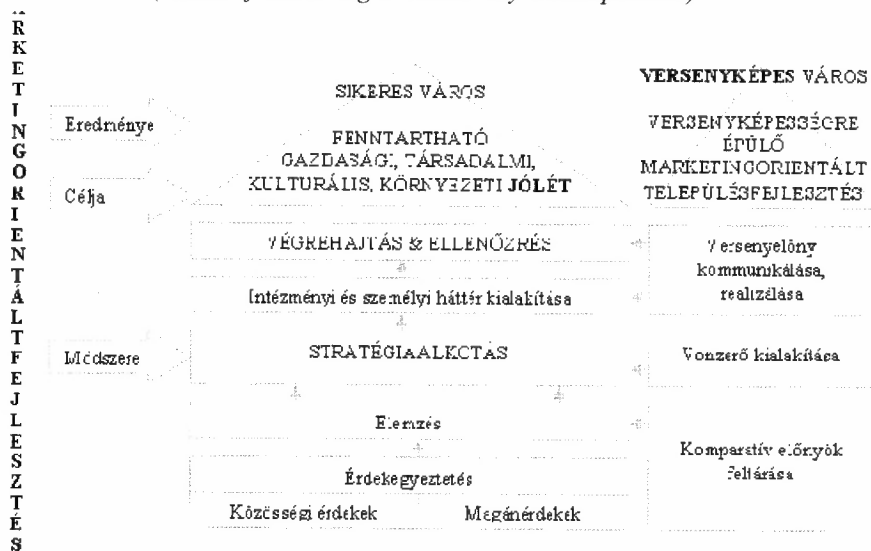 RKETINGORIENTÁLTFEJLESZTÉS
SIKERES VÁROS
VERSENYKÉPES VÁROS
Eredménye
FENNTARTHATÓ
GAZDASÁGI, TÁRSADALMI,
KULTURÁLIS, KÖRNYEZETI JÓLÉT
VERSENYKÉPESSÉGRE
ÉPÜLŐ
MARKETINGORIENTÁLT
TELEPÜLÉSFEJLESZTÉS
Célja
VÉGREHAJTÁS & ELLENŐRZÉS
Intézményi és személyi háttér kialakítása
Versenyelőny
kommunikálása,
realizálása
Módszere
STRATÉGIAALKOTÁS
Vonzerő kialakítása
Elemzés
Érdekegyeztetés
Közösségi érdekek
Magánérdekek
Komparatív előnyök
feltárása